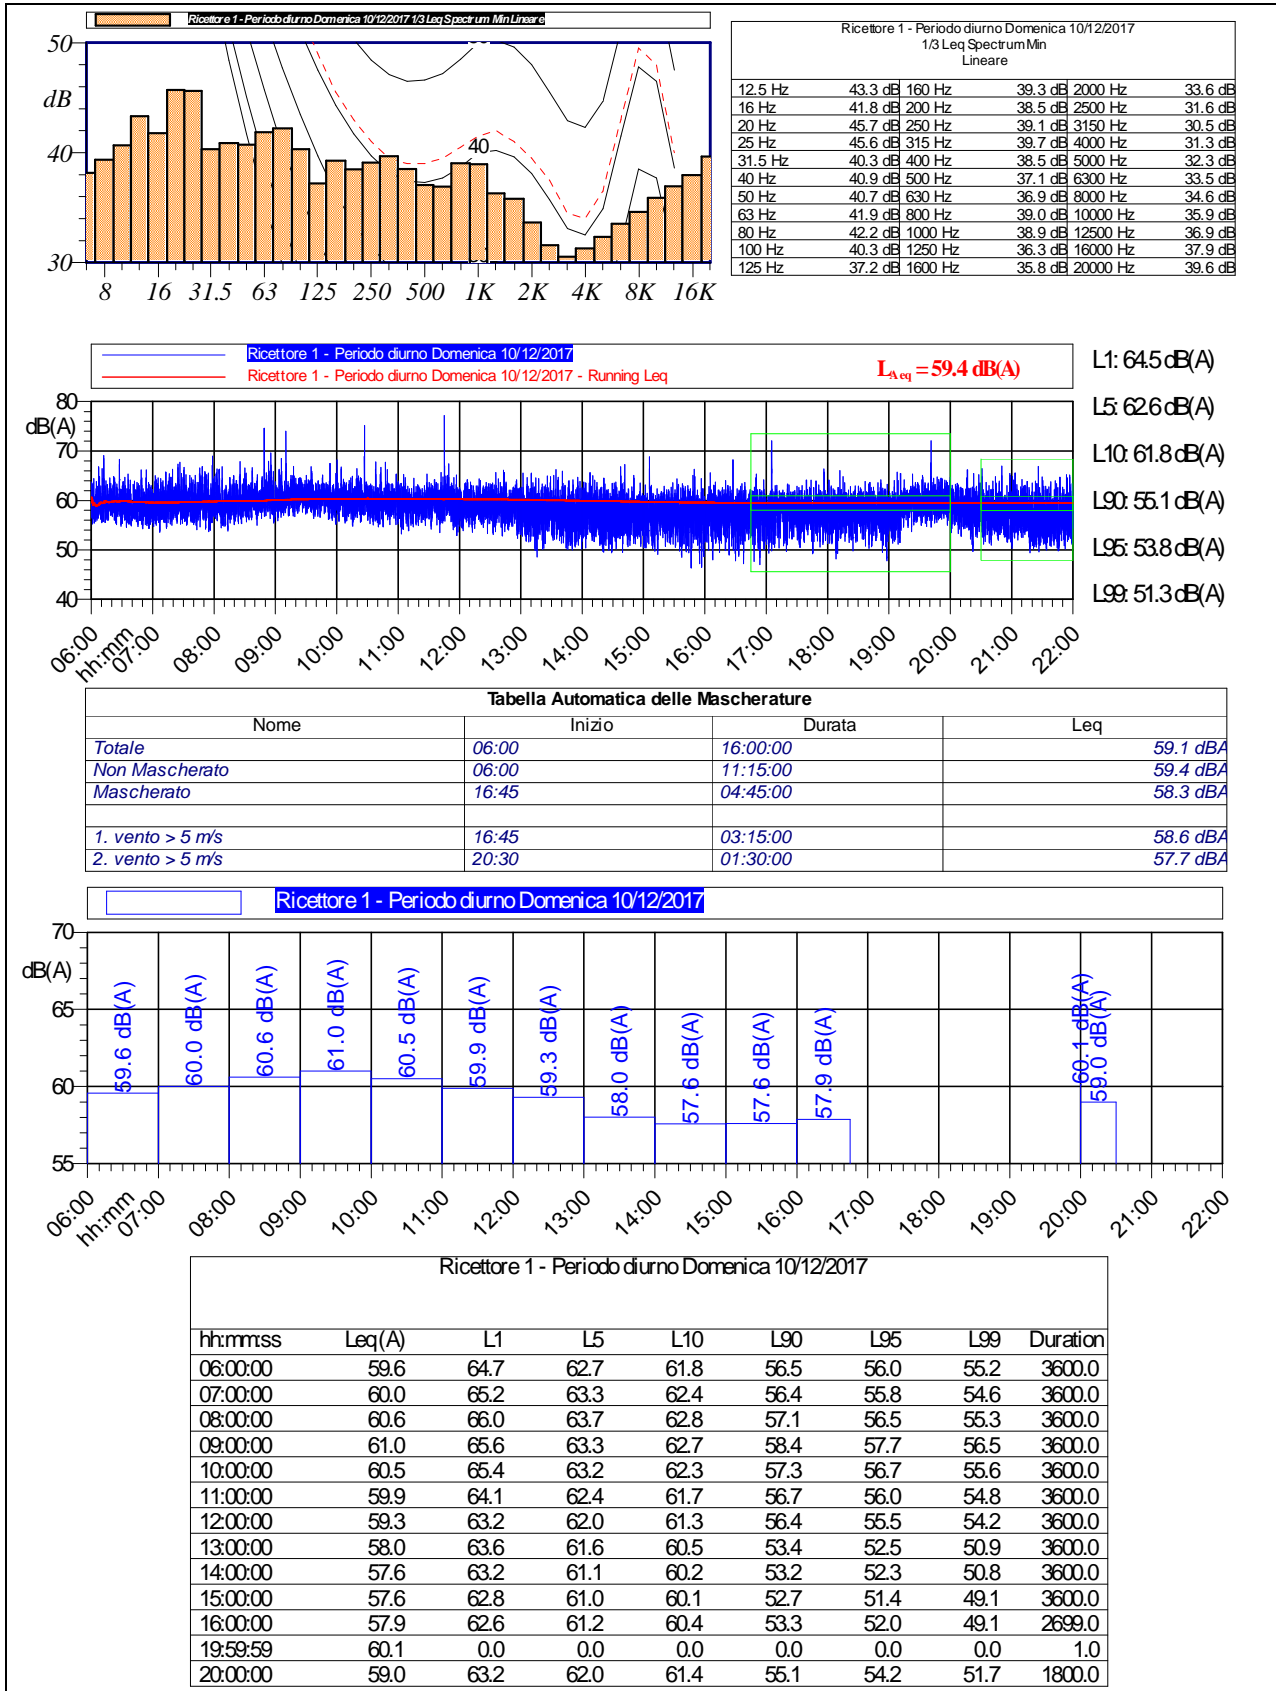 Ricettore 1 - Periodo diurno Domenica 10/12/2017 1/3 Leq Spectrum Min Lineare
50
dB
40
30
40
8 16 31.5 63 125 250 500 1K 2K 4K 8K 16K
Ricettore 1 - Periodo diurno Domenica 10/12/2017
1/3 Leq Spectrum Min
Lineare
12.5 Hz 43.3 dB 160 Hz 39.3 dB 2000 Hz 33.6 dB
16 Hz 41.8 dB 200 Hz 38.5 dB 2500 Hz 31.6 dB
20 Hz 45.7 dB 250 Hz 39.1 dB 3150 Hz 30.5 dB
25 Hz 45.6 dB 315 Hz 39.7 dB 4000 Hz 31.3 dB
31.5 Hz 40.3 dB 400 Hz 38.5 dB 5000 Hz 32.3 dB
40 Hz 40.9 dB 500 Hz 37.1 dB 6300 Hz 33.5 dB
50 Hz 40.7 dB 630 Hz 36.9 dB 8000 Hz 34.6 dB
63 Hz 41.9 dB 800 Hz 39.0 dB 10000 Hz 35.9 dB
80 Hz 42.2 dB 1000 Hz 38.9 dB 12500 Hz 36.9 dB
100 Hz 40.3 dB 1250 Hz 36.3 dB 16000 Hz 37.9 dB
125 Hz 37.2 dB 1600 Hz 35.8 dB 20000 Hz 39.6 dB
Ricettore 1 - Periodo diurno Domenica 10/12/2017
Ricettore 1 - Periodo diurno Domenica 10/12/2017 - Running Leq
LAeq = 59.4 dB(A)
80
dB(A)
70
60
50
40
06:00 07:00 08:00 09:00 10:00 11:00 12:00 13:00 14:00 15:00 16:00 17:00 18:00 19:00 20:00 21:00 22:00
hh:mm
L1: 64.5 dB(A)
L5: 62.6 dB(A)
L10: 61.8 dB(A)
L90: 55.1 dB(A)
L95: 53.8 dB(A)
L99: 51.3 dB(A)
Tabella Automatica delle Mascherature
Nome Inizio Durata Leq
Totale 06:00 16:00:00 59.1 dBA
Non Mascherato 06:00 11:15:00 59.4 dBA
Mascherato 16:45 04:45:00 58.3 dBA
1. vento > 5 m/s 16:45 03:15:00 58.6 dBA
2. vento > 5 m/s 20:30 01:30:00 57.7 dBA
Ricettore 1 - Periodo diurno Domenica 10/12/2017
70
dB(A)
65
60
55
59.6 dB(A)
60.0 dB(A)
60.6 dB(A)
61.0 dB(A)
60.5 dB(A)
59.9 dB(A)
59.3 dB(A)
58.0 dB(A)
57.6 dB(A)
57.6 dB(A)
57.9 dB(A)
60.1 dB(A)
59.0 dB(A)
06:00 07:00 08:00 09:00 10:00 11:00 12:00 13:00 14:00 15:00 16:00 17:00 18:00 19:00 20:00 21:00 22:00
hh:mm
Ricettore 1 - Periodo diurno Domenica 10/12/2017
hh:mm:ss Leq(A) L1 L5 L10 L90 L95 L99 Duration
06:00:00 59.6 64.7 62.7 61.8 56.5 56.0 55.2 3600.0
07:00:00 60.0 65.2 63.3 62.4 56.4 55.8 54.6 3600.0
08:00:00 60.6 66.0 63.7 62.8 57.1 56.5 55.3 3600.0
09:00:00 61.0 65.6 63.3 62.7 58.4 57.7 56.5 3600.0
10:00:00 60.5 65.4 63.2 62.3 57.3 56.7 55.6 3600.0
11:00:00 59.9 64.1 62.4 61.7 56.7 56.0 54.8 3600.0
12:00:00 59.3 63.2 62.0 61.3 56.4 55.5 54.2 3600.0
13:00:00 58.0 63.6 61.6 60.5 53.4 52.5 50.9 3600.0
14:00:00 57.6 63.2 61.1 60.2 53.2 52.3 50.8 3600.0
15:00:00 57.6 62.8 61.0 60.1 52.7 51.4 49.1 3600.0
16:00:00 57.9 62.6 61.2 60.4 53.3 52.0 49.1 2699.0
19:59:59 60.1 0.0 0.0 0.0 0.0 0.0 0.0 1.0
20:00:00 59.0 63.2 62.0 61.4 55.1 54.2 51.7 1800.0